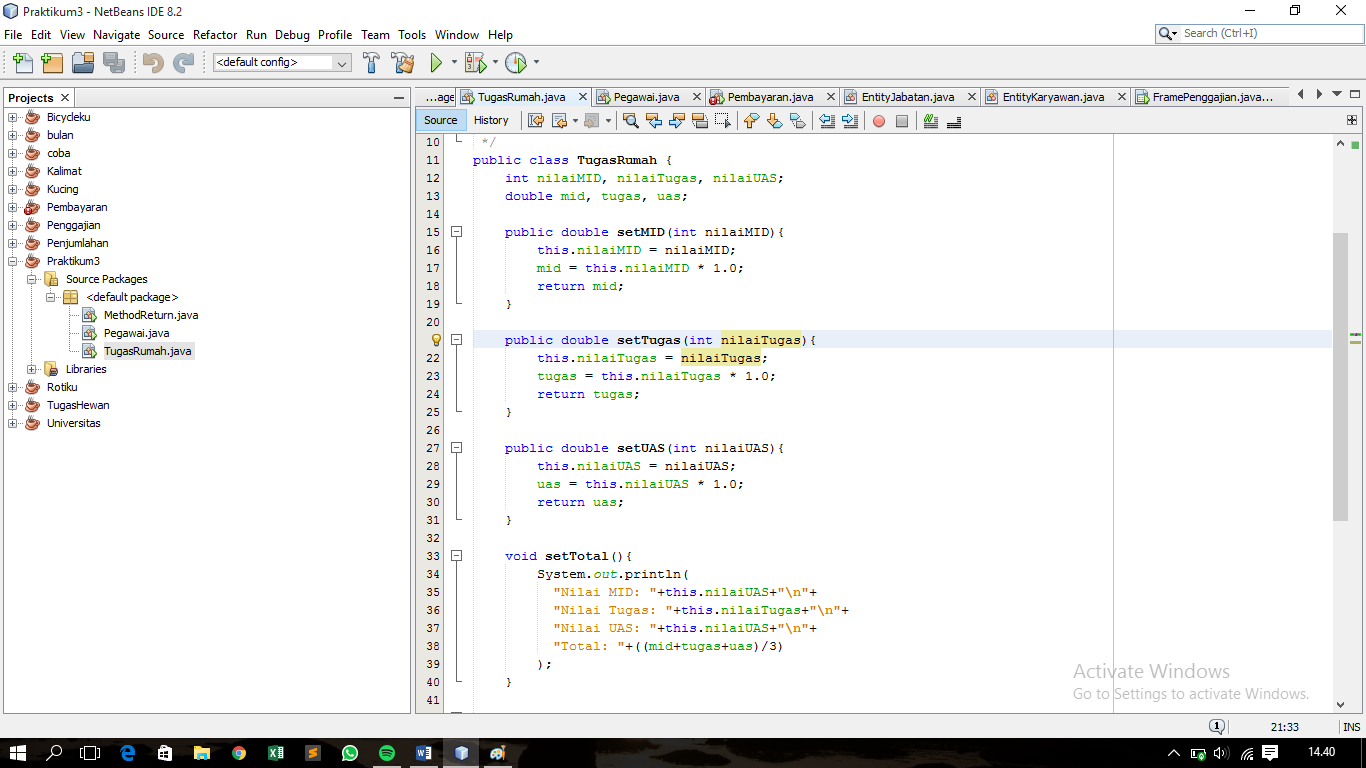 Praktikum3 - NetBeans IDE 8.2
File Edit View Navigate Source Refactor Run Debug Profile Team Tools Window Help
Search (Ctrl+I)
<default config>
Projects
Bicycleku
bulan
coba
Kalimat
Kucing
Pembayaran
Penggajian
Penjumlahan
Praktikum3
Source Packages
<default package>
MethodReturn.java
Pegawai.java
TugasRumah.java
Libraries
Rotiku
TugasHewan
Universitas
...age TugasRumah.java Pegawai.java Pembayaran.java EntityJabatan.java EntityKaryawan.java FramePenggajian.java...
Source History
10 */
11 public class TugasRumah {
12 int nilaiMID, nilaiTugas, nilaiUAS;
13 double mid, tugas, uas;
14
15 public double setMID(int nilaiMID){
16 this.nilaiMID = nilaiMID;
17 mid = this.nilaiMID * 1.0;
18 return mid;
19 }
20
public double setTugas(int nilaiTugas){
22 this.nilaiTugas = nilaiTugas;
23 tugas = this.nilaiTugas * 1.0;
24 return tugas;
25 }
26
27 public double setUAS(int nilaiUAS){
28 this.nilaiUAS = nilaiUAS;
29 uas = this.nilaiUAS * 1.0;
30 return uas;
31 }
32
33 void setTotal(){
34 System.out.println(
35 "Nilai MID: "+this.nilaiUAS+"\n"+
36 "Nilai Tugas: "+this.nilaiTugas+"\n"+
37 "Nilai UAS: "+this.nilaiUAS+"\n"+
38 "Total: "+((mid+tugas+uas)/3)
39 );
40 }
41
Activate Windows
Go to Settings to activate Windows.
1 21:33 INS
14.40